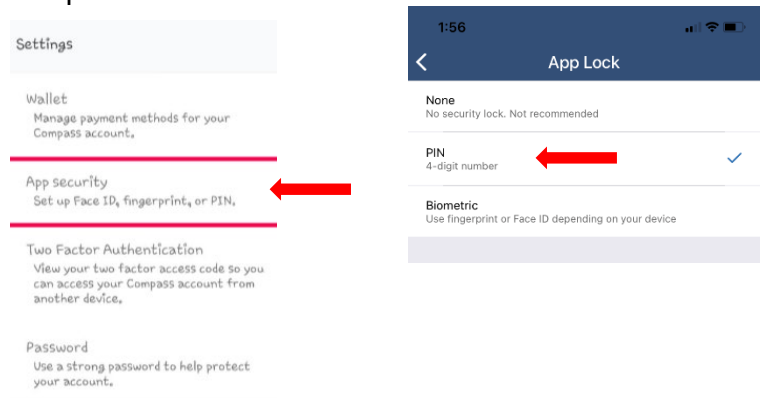 Settings
Wallet
Manage payment methods for your
Compass account.
App security
Set up Face ID, fingerprint, or PIN.
Two Factor Authentication
View your two factor access code so you
can access your Compass account from
another device.
Password
Use a strong password to help protect
your account.
1:56
App Lock
None
No security lock. Not recommended
PIN
4-digit number
Biometric
Use fingerprint or Face ID depending on your device